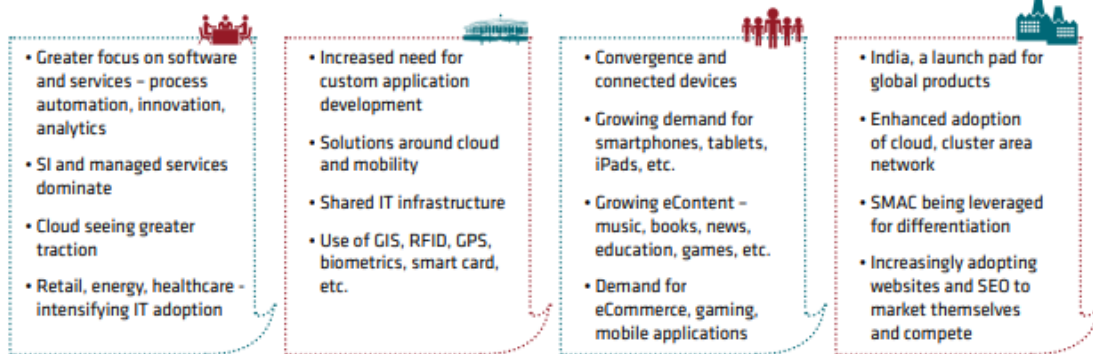 • Greater focus on software
and services – process
automation, innovation,
analytics
• SI and managed services
dominate
• Cloud seeing greater
traction
• Retail, energy, healthcare -
intensifying IT adoption
• Increased need for
custom application
development
• Solutions around cloud
and mobility
• Shared IT infrastructure
• Use of GIS, RFID, GPS,
biometrics, smart card,
etc.
• Convergence and
connected devices
• Growing demand for
smartphones, tablets,
iPads, etc.
• Growing eContent –
music, books, news,
education, games, etc.
• Demand for
eCommerce, gaming,
mobile applications
• India, a launch pad for
global products
• Enhanced adoption
of cloud, cluster area
network
• SMAC being leveraged
for differentiation
• Increasingly adopting
websites and SEO to
market themselves
and compete